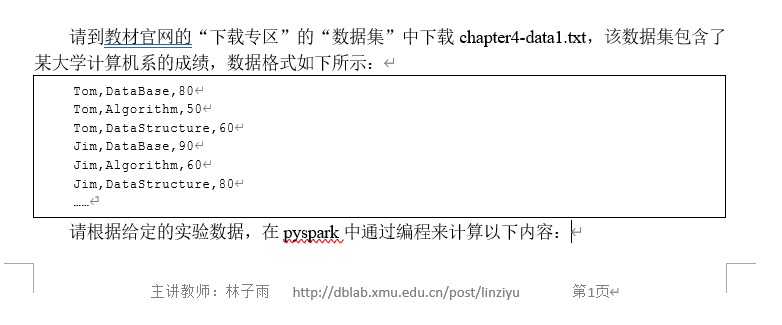 请到教材官网的“下载专区”的“数据集”中下载 chapter4-data1.txt，该数据集包含了
某大学计算机系的成绩，数据格式如下所示：
Tom,DataBase,80
Tom,Algorithm,50
Tom,DataStructure,60
Jim,DataBase,90
Jim,Algorithm,60
Jim,DataStructure,80
……
请根据给定的实验数据，在 pyspark 中通过编程来计算以下内容：
主讲教师：林子雨 http://dblab.xmu.edu.cn/post/linziyu 第1页